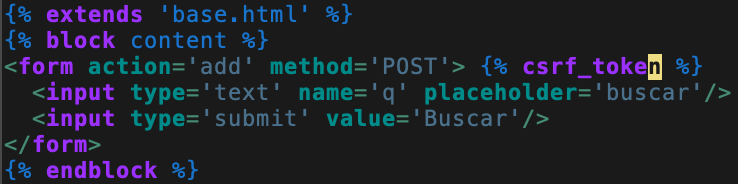 {% extends 'base.html' %}
{% block content %}
<form action='add' method='POST'> {% csrf_token %}
  <input type='text' name='q' placeholder='buscar'/>
  <input type='submit' value='Buscar'/>
</form>
{% endblock %}